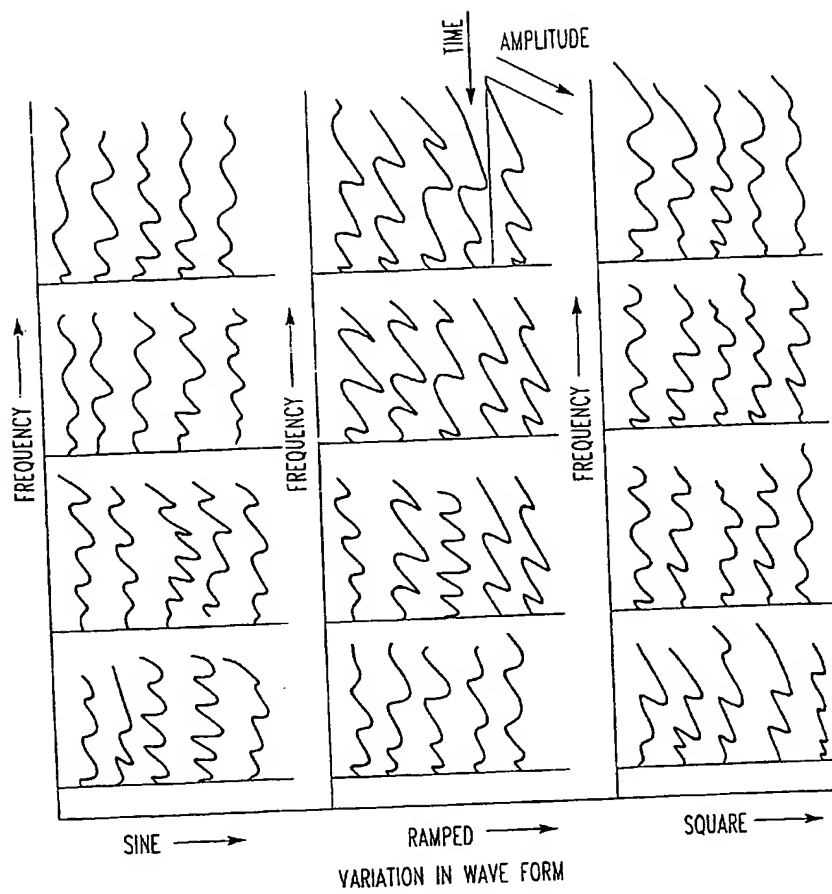 TIME
AMPLITUDE
FREQUENCY
FREQUENCY
FREQUENCY
SINE
RAMPED
SQUARE
VARIATION IN WAVE FORM